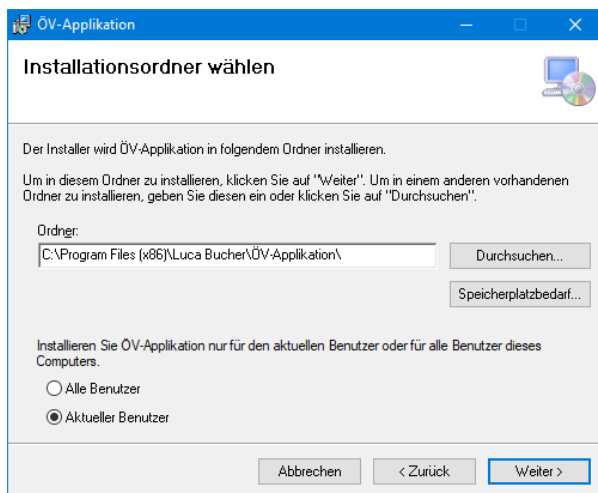 ÖV-Applikation
Installationsordner wählen
Der Installer wird ÖV-Applikation in folgendem Ordner installieren.
Um in diesem Ordner zu installieren, klicken Sie auf "Weiter". Um in einem anderen vorhandenen
Ordner zu installieren, geben Sie diesen ein oder klicken Sie auf "Durchsuchen".
Ordner:
C:\Program Files (x86)\Luca Bucher\ÖV-Applikation\
Durchsuchen...
Speicherplatzbedarf...
Installieren Sie ÖV-Applikation nur für den aktuellen Benutzer oder für alle Benutzer dieses
Computers.
Alle Benutzer
Aktueller Benutzer
Abbrechen
< Zurück
Weiter >